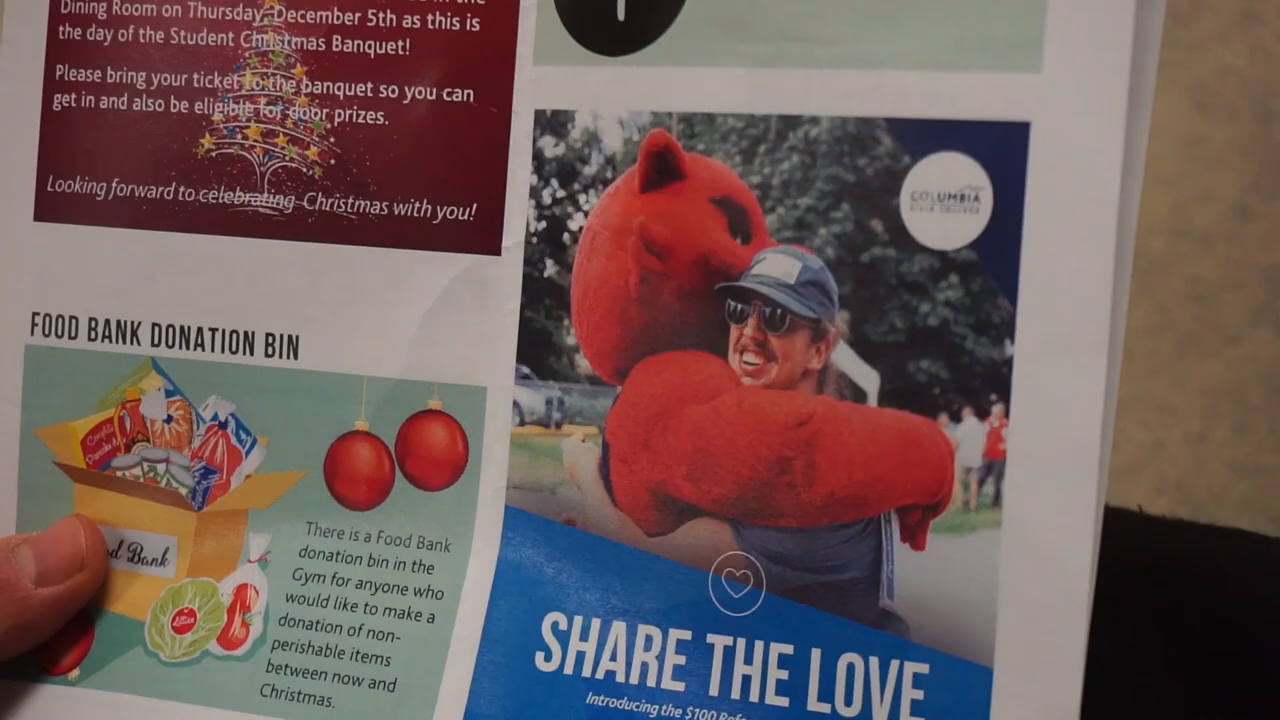 Dining Room on Thursday, December 5th as this is
the day of the Student Christmas Banquet!
Please bring your ticket to the banquet so you can
get in and also be eligible for door prizes.
Looking forward to celebrating Christmas with you!
FOOD BANK DONATION BIN
Bank
There is a Food Bank
donation bin in the
Gym for anyone who
would like to make a
donation of non-
perishable items
between now and
Christmas.
COLUMBIA
SHARE THE LOVE
Introducing the $100